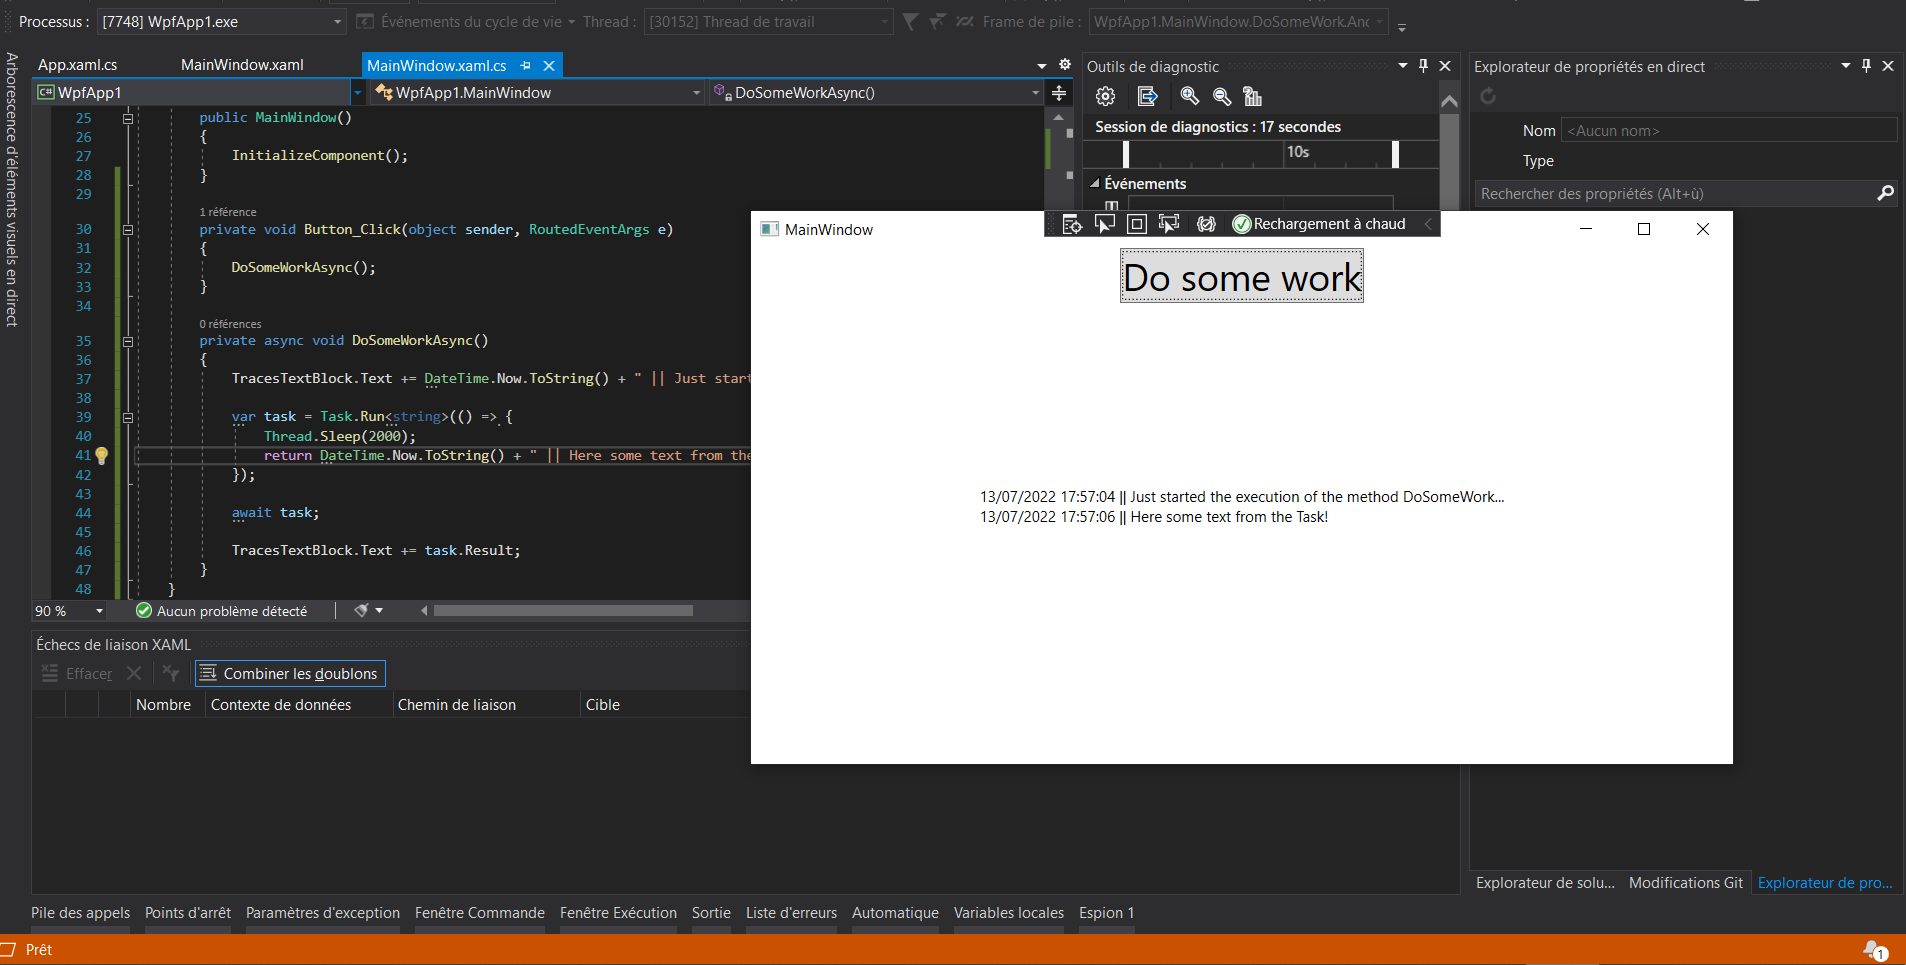 Processus : [7748] WpfApp1.exe Événements du cycle de vie Thread : [30152] Thread de travail Frame de pile : WpfApp1.MainWindow.DoSomeWork.Anc
Arborescence d'éléments visuels en direct
App.xaml.cs MainWindow.xaml MainWindow.xaml.cs
C# WpfApp1 WpfApp1.MainWindow DoSomeWorkAsync()
25 public MainWindow()
26 {
27 InitializeComponent();
28 }
29
1 référence
30 private void Button_Click(object sender, RoutedEventArgs e)
31 {
32 DoSomeWorkAsync();
33 }
34
0 références
35 private async void DoSomeWorkAsync()
36 {
37 TracesTextBlock.Text += DateTime.Now.ToString() + " || Just start
38
39 var task = Task.Run<string>(() => {
40 Thread.Sleep(2000);
41 return DateTime.Now.ToString() + " || Here some text from the
42 });
43
44 await task;
45
46 TracesTextBlock.Text += task.Result;
47 }
48 }
90 % Aucun problème détecté
Outils de diagnostic
Session de diagnostics : 17 secondes
10s
Événements
Explorateur de propriétés en direct
Nom <Aucun nom>
Type
Rechercher des propriétés (Alt+ù)
MainWindow
Rechargement à chaud
Do some work
13/07/2022 17:57:04 || Just started the execution of the method DoSomeWork...
13/07/2022 17:57:06 || Here some text from the Task!
Échecs de liaison XAML
Effacer Combiner les doublons
Nombre Contexte de données Chemin de liaison Cible
Explorateur de solu... Modifications Git Explorateur de pro...
Pile des appels Points d'arrêt Paramètres d'exception Fenêtre Commande Fenêtre Exécution Sortie Liste d'erreurs Automatique Variables locales Espion 1
Prêt 1